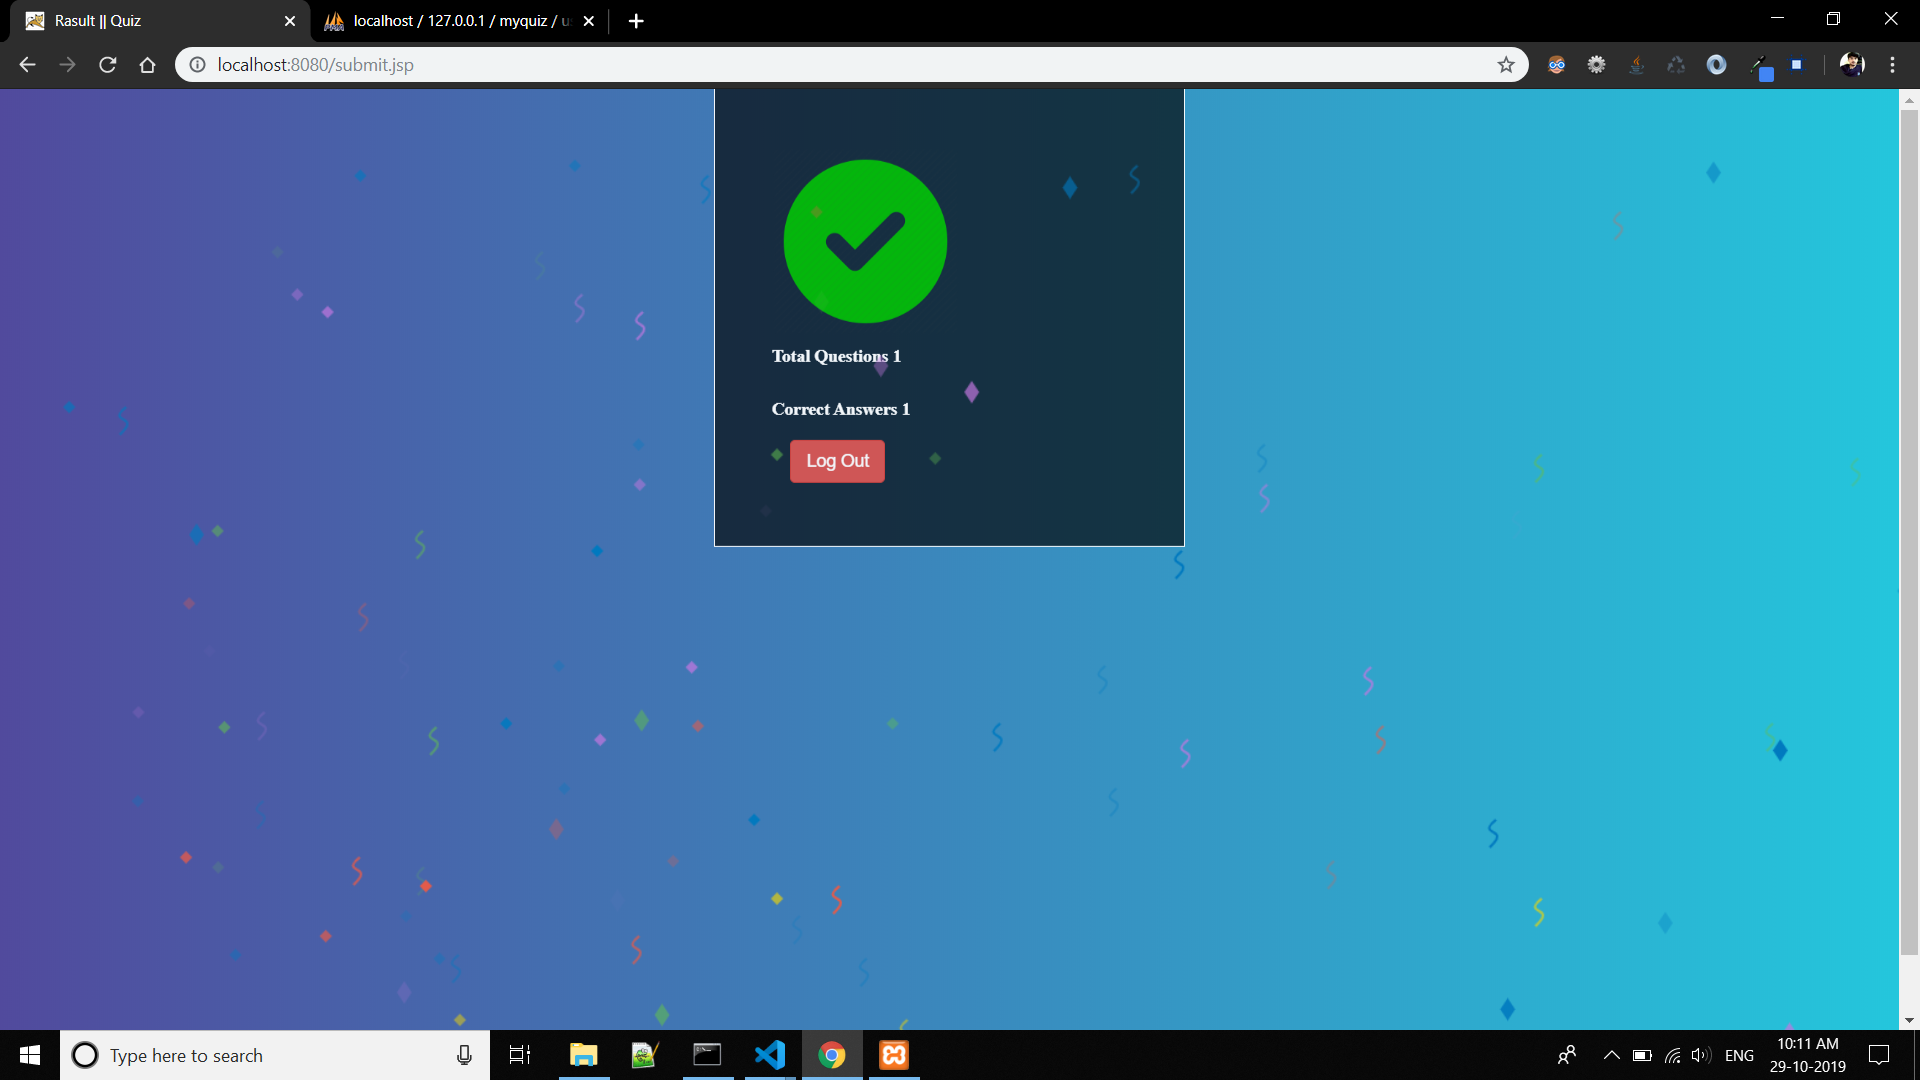 Rasult || Quiz
localhost / 127.0.0.1 / myquiz /
localhost:8080/submit.jsp
Total Questions 1
Correct Answers 1
Log Out
Type here to search
ENG
10:11 AM
29-10-2019